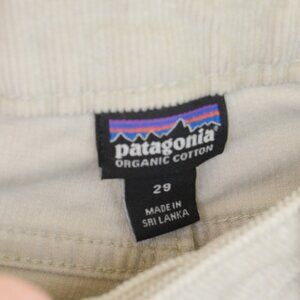 patagonia®
ORGANIC COTTON
29
MADE IN
SRI LANKA